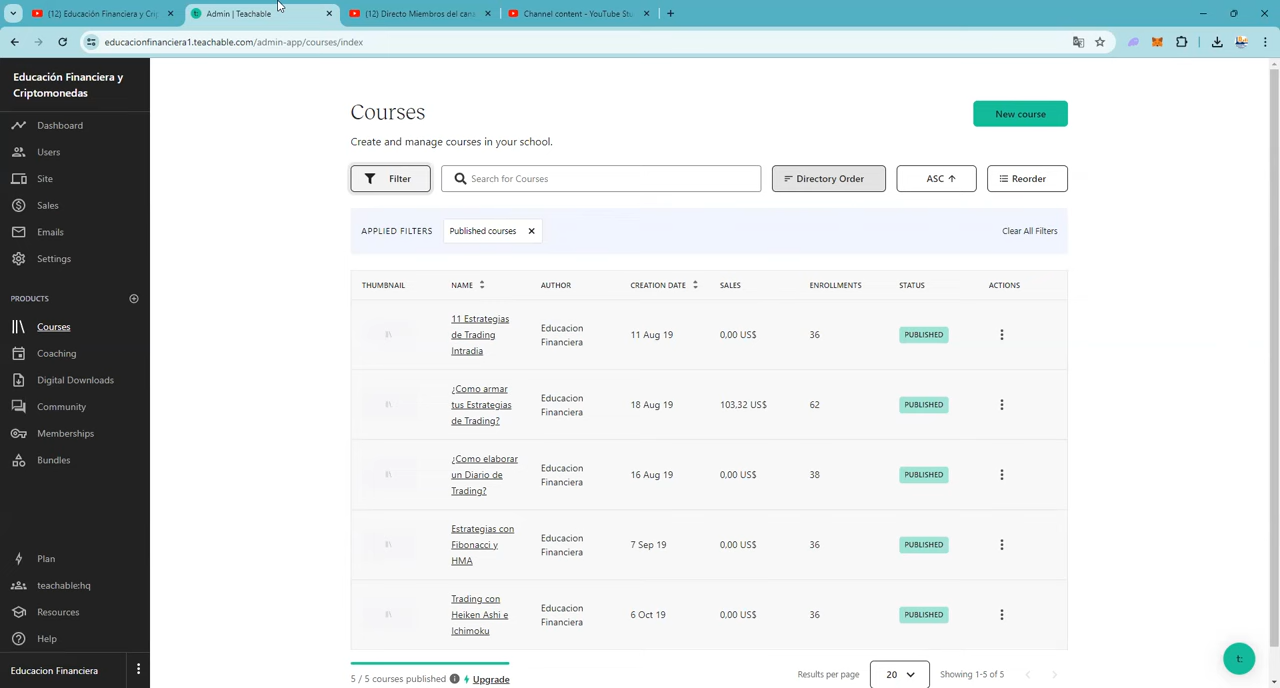 (12) Educación Financiera y Cri
Admin | Teachable
(12) Directo Miembros del cana
Channel content - YouTube Stu
educacionfinanciera1.teachable.com/admin-app/courses/index
Educación Financiera y
Criptomonedas
Dashboard
Users
Site
Sales
Emails
Settings
PRODUCTS
Courses
Coaching
Digital Downloads
Community
Memberships
Bundles
Plan
teachable:hq
Resources
Help
Educacion Financiera
Courses
New course
Create and manage courses in your school.
Filter
Search for Courses
Directory Order
ASC
Reorder
APPLIED FILTERS
Published courses
Clear All Filters
THUMBNAIL NAME AUTHOR CREATION DATE SALES ENROLLMENTS STATUS ACTIONS
11 Estrategias
de Trading
Intradia
Educacion
Financiera
11 Aug 19
0,00 US$
36
PUBLISHED
¿Como armar
tus Estrategias
de Trading?
Educacion
Financiera
18 Aug 19
103,32 US$
62
PUBLISHED
¿Como elaborar
un Diario de
Trading?
Educacion
Financiera
16 Aug 19
0,00 US$
38
PUBLISHED
Estrategias con
Fibonacci y
HMA
Educacion
Financiera
7 Sep 19
0,00 US$
36
PUBLISHED
Trading con
Heiken Ashi e
Ichimoku
Educacion
Financiera
6 Oct 19
0,00 US$
36
PUBLISHED
5 / 5 courses published
Upgrade
Results per page
20
Showing 1-5 of 5
t: